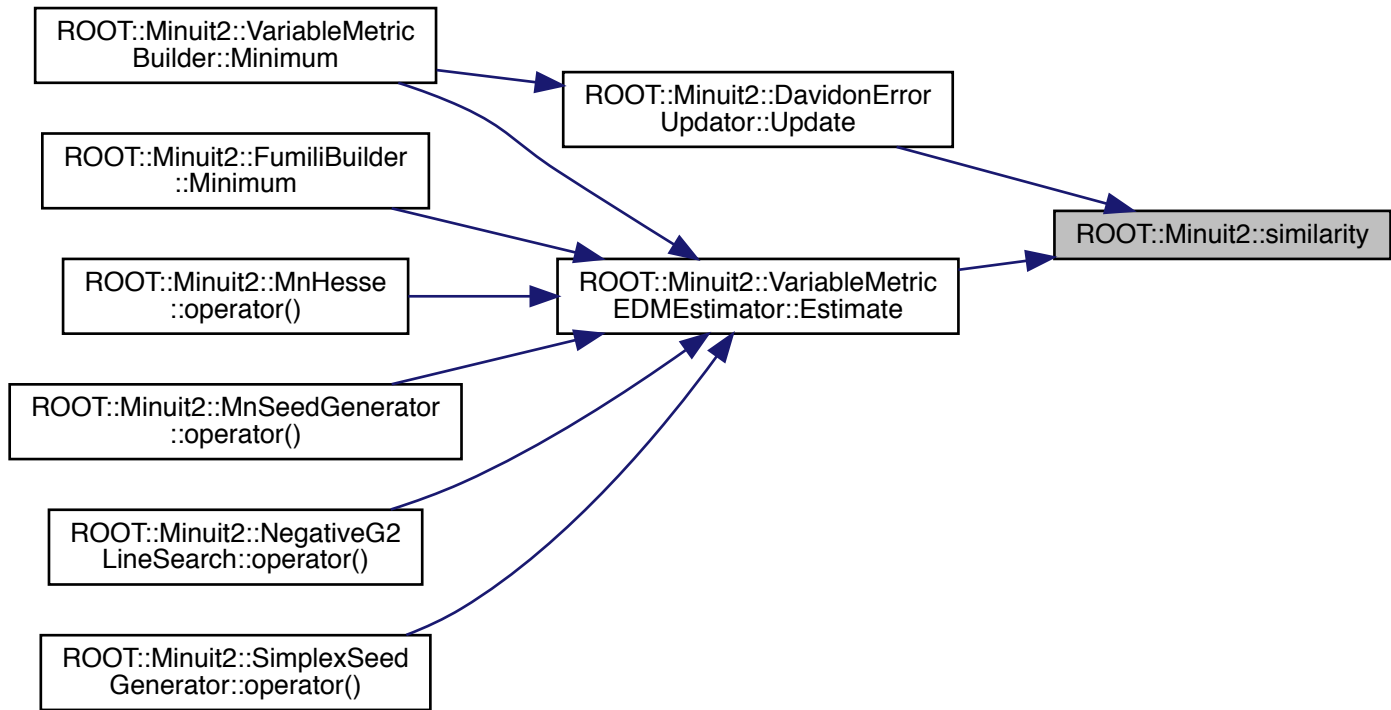 ROOT::Minuit2::VariableMetric
Builder::Minimum
ROOT::Minuit2::DavidonError
Updator::Update
ROOT::Minuit2::FumiliBuilder
::Minimum
ROOT::Minuit2::similarity
ROOT::Minuit2::MnHesse
::operator()
ROOT::Minuit2::VariableMetric
EDMEstimator::Estimate
ROOT::Minuit2::MnSeedGenerator
::operator()
ROOT::Minuit2::NegativeG2
LineSearch::operator()
ROOT::Minuit2::SimplexSeed
Generator::operator()